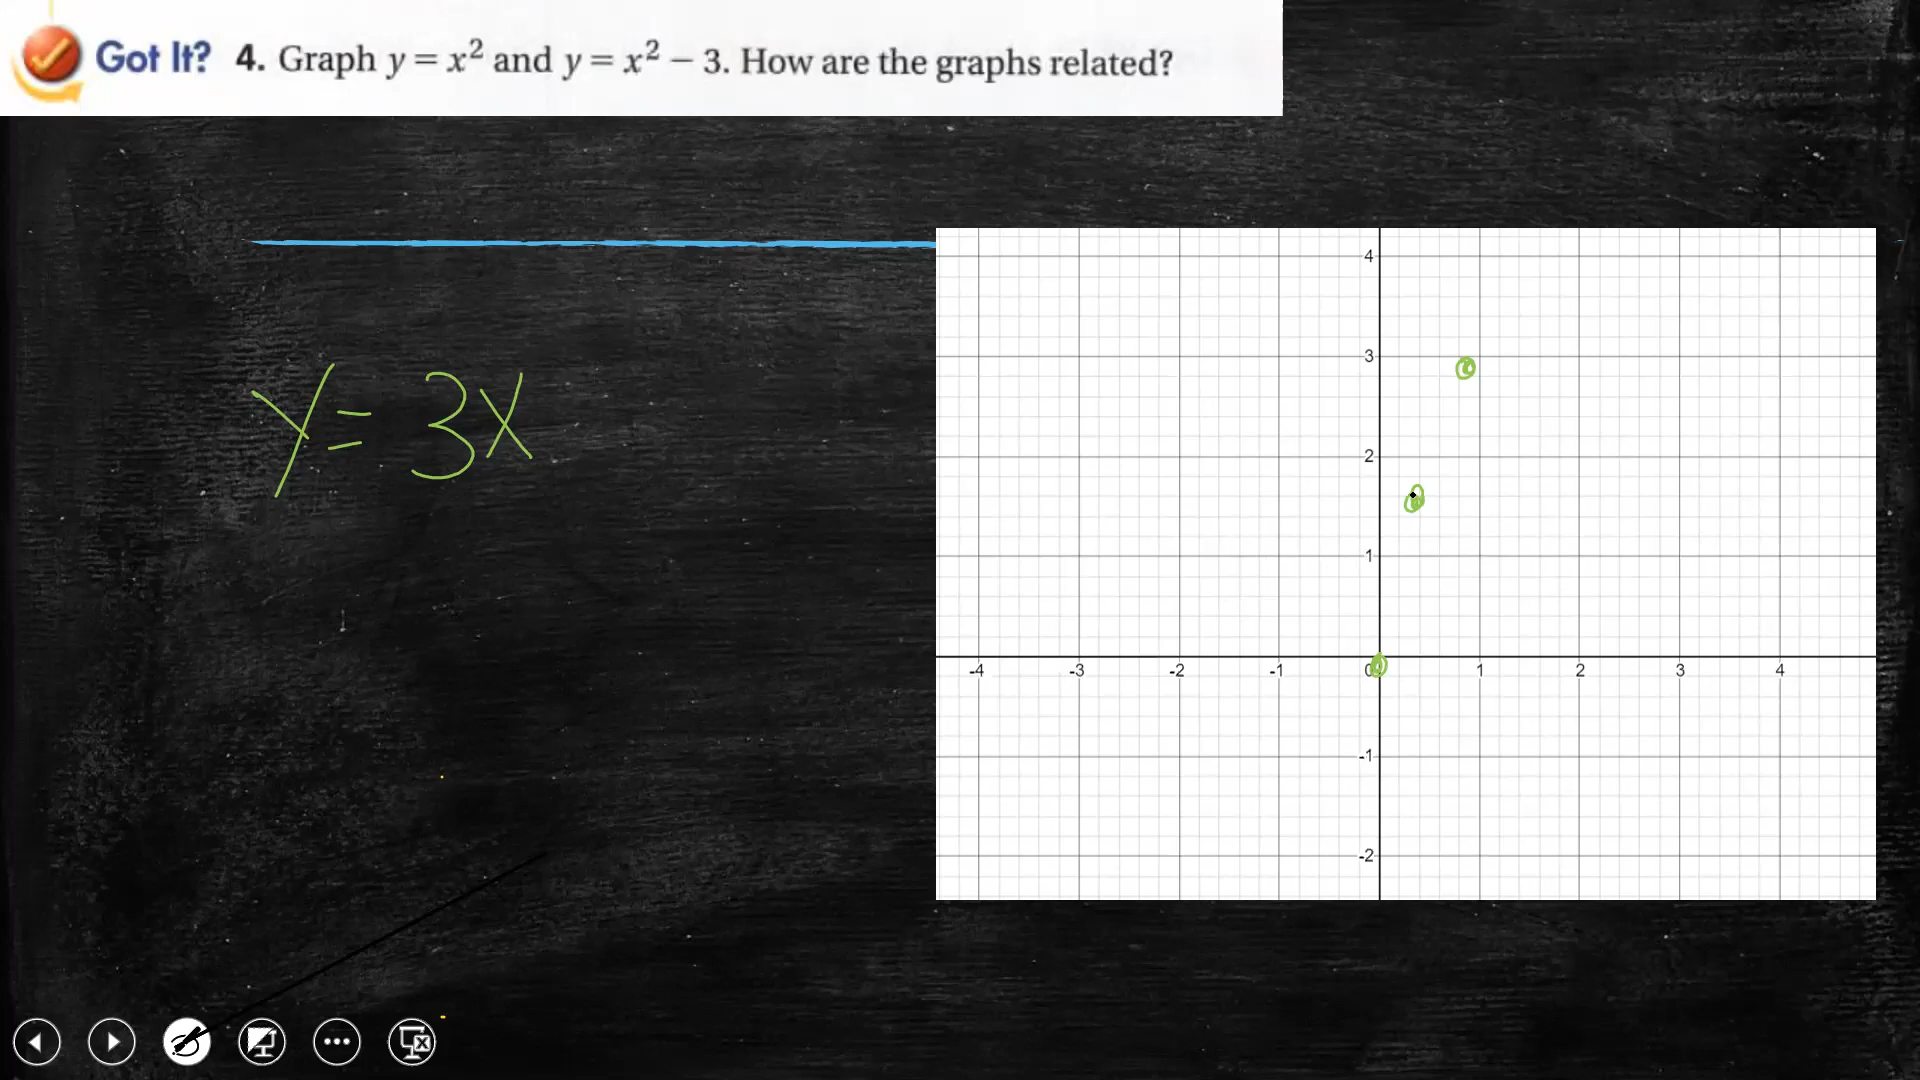 Got It? 4. Graph y = x² and y = x² − 3. How are the graphs related?
y = 3x
4
3
2
1
-4 -3 -2 -1 0 1 2 3 4
-1
-2